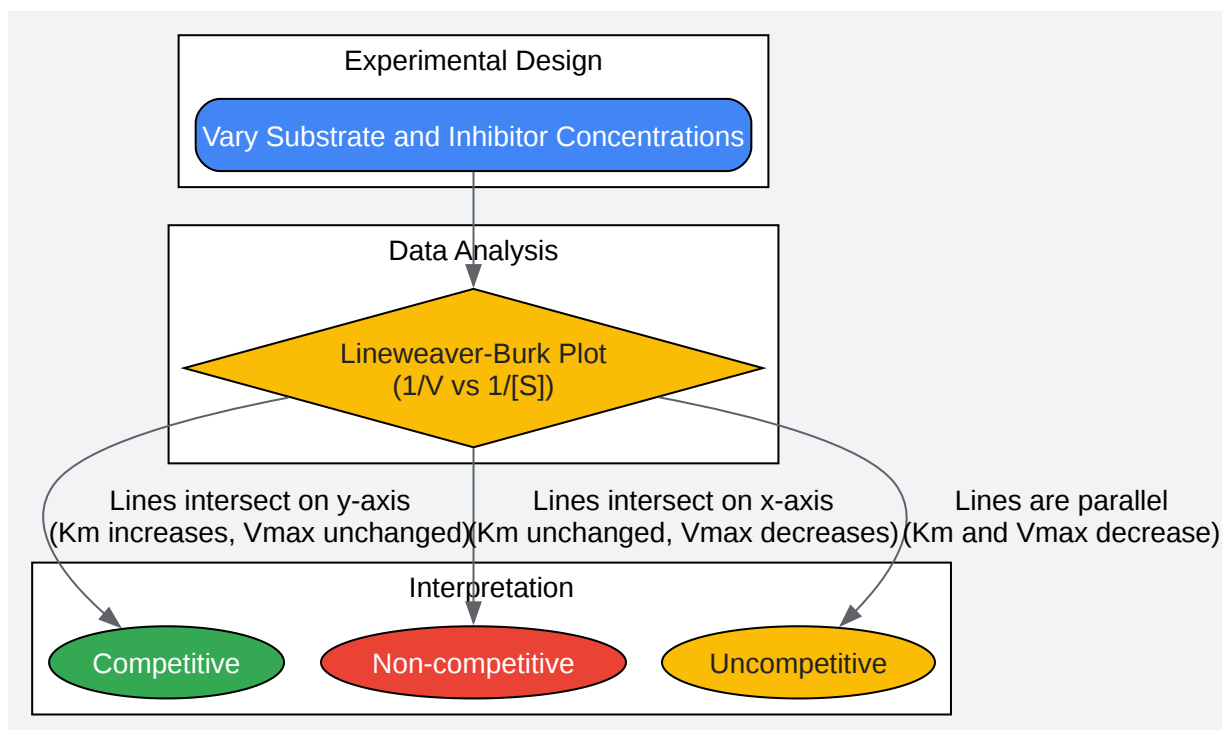 Experimental Design
Vary Substrate and Inhibitor Concentrations
Data Analysis
Lineweaver-Burk Plot
(1/V vs 1/[S])
Lines intersect on y-axis
(Km increases, Vmax unchanged)
Lines intersect on x-axis
(Km unchanged, Vmax decreases)
Lines are parallel
(Km and Vmax decrease)
Interpretation
Competitive
Non-competitive
Uncompetitive